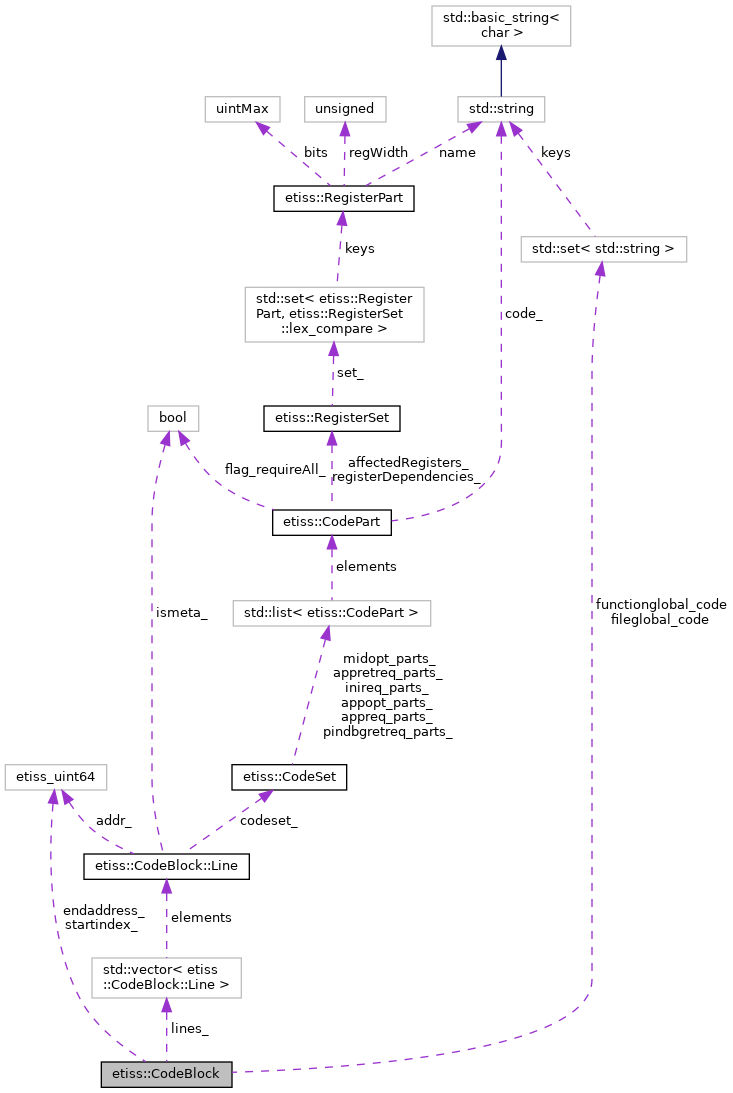 std::basic_string<
char >
uintMax
unsigned
std::string
bits
regWidth
name
keys
etiss::RegisterPart
keys
std::set< std::string >
std::set< etiss::Register
Part, etiss::RegisterSet
::lex_compare >
code_
set_
bool
etiss::RegisterSet
flag_requireAll_
affectedRegisters_
registerDependencies_
etiss::CodePart
elements
ismeta_
std::list< etiss::CodePart >
functionglobal_code
fileglobal_code
midopt_parts_
appretreq_parts_
inireq_parts_
appopt_parts_
appreq_parts_
pindbgretreq_parts_
etiss_uint64
etiss::CodeSet
addr_
codeset_
etiss::CodeBlock::Line
endaddress_
startindex_
elements
std::vector< etiss
::CodeBlock::Line >
lines_
etiss::CodeBlock